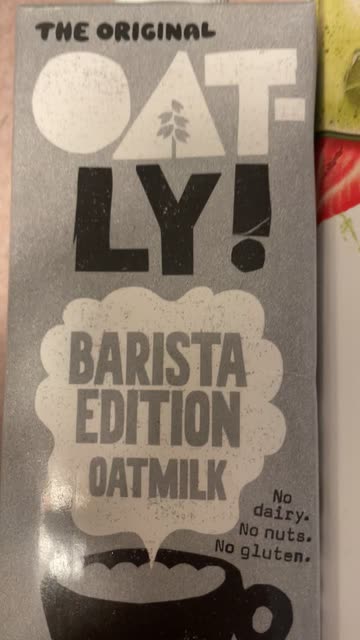 THE ORIGINAL
OAT-
LY!
BARISTA
EDITION
OATMILK
No
dairy.
No nuts.
No gluten.